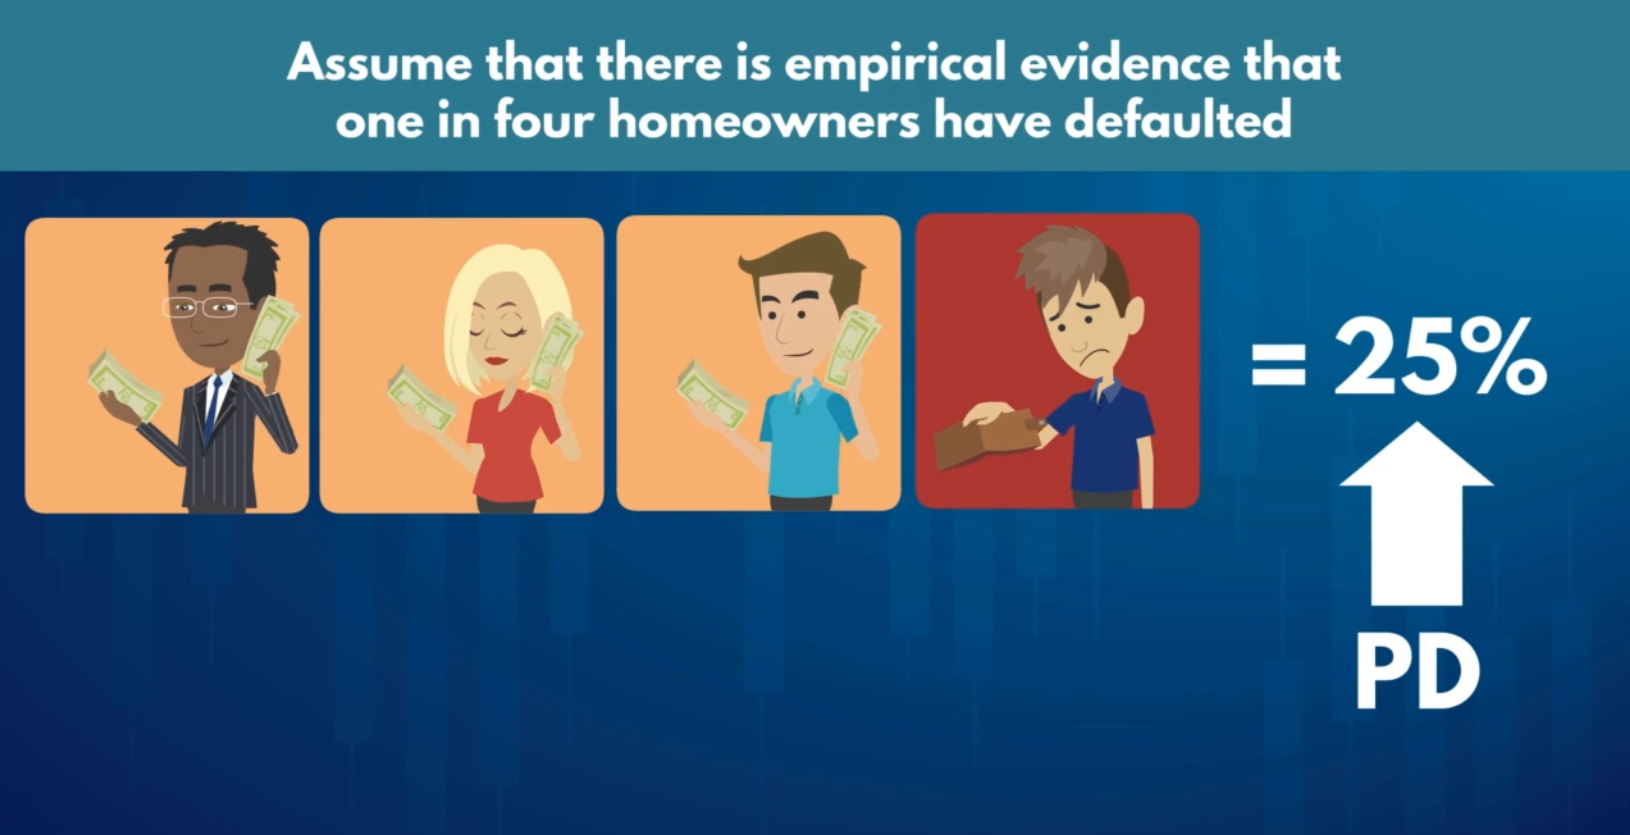 Assume that there is empirical evidence that
one in four homeowners have defaulted
= 25%
PD